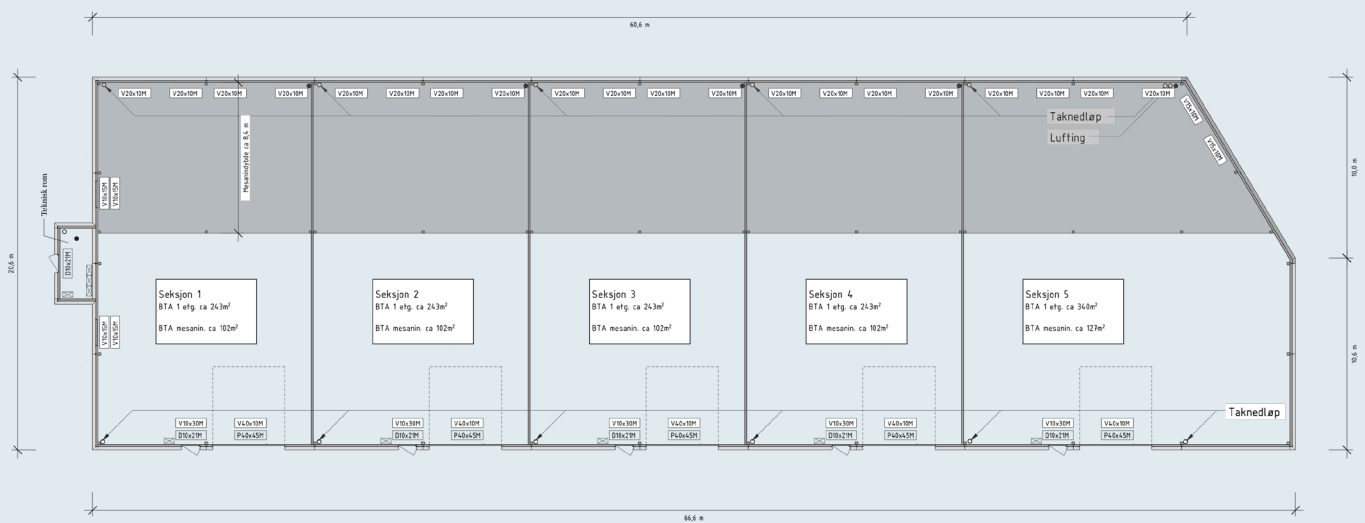 60,6 m
V20x10M V20x10M V20x10M V20x10M V20x10M V20x10M V20x10M V20x10M V20x10M V20x10M V20x10M V20x10M V20x10M V20x10M V20x10M V20x10M V20x10M V20x10M V20x10M V20x10M
V15x10M
V15x10M
Taknedløp
Lufting
Mesanindybde ca 8,4 m
10,0 m
V10x15M
V10x15M
Teknisk rom
D10x21M
20,6 m
Seksjon 1
BTA 1 etg. ca 243m²
BTA mesanin. ca 102m²
Seksjon 2
BTA 1 etg. ca 243m²
BTA mesanin. ca 102m²
Seksjon 3
BTA 1 etg. ca 243m²
BTA mesanin. ca 102m²
Seksjon 4
BTA 1 etg. ca 243m²
BTA mesanin. ca 102m²
Seksjon 5
BTA 1 etg. ca 340m²
BTA mesanin. ca 127m²
V10x15M
V10x15M
10,6 m
Taknedløp
V10x30M V40x10M V10x30M V40x10M V10x30M V40x10M V10x30M V40x10M V10x30M V40x10M
D10x21M P40x45M D10x21M P40x45M D10x21M P40x45M D10x21M P40x45M D10x21M P40x45M
66,6 m